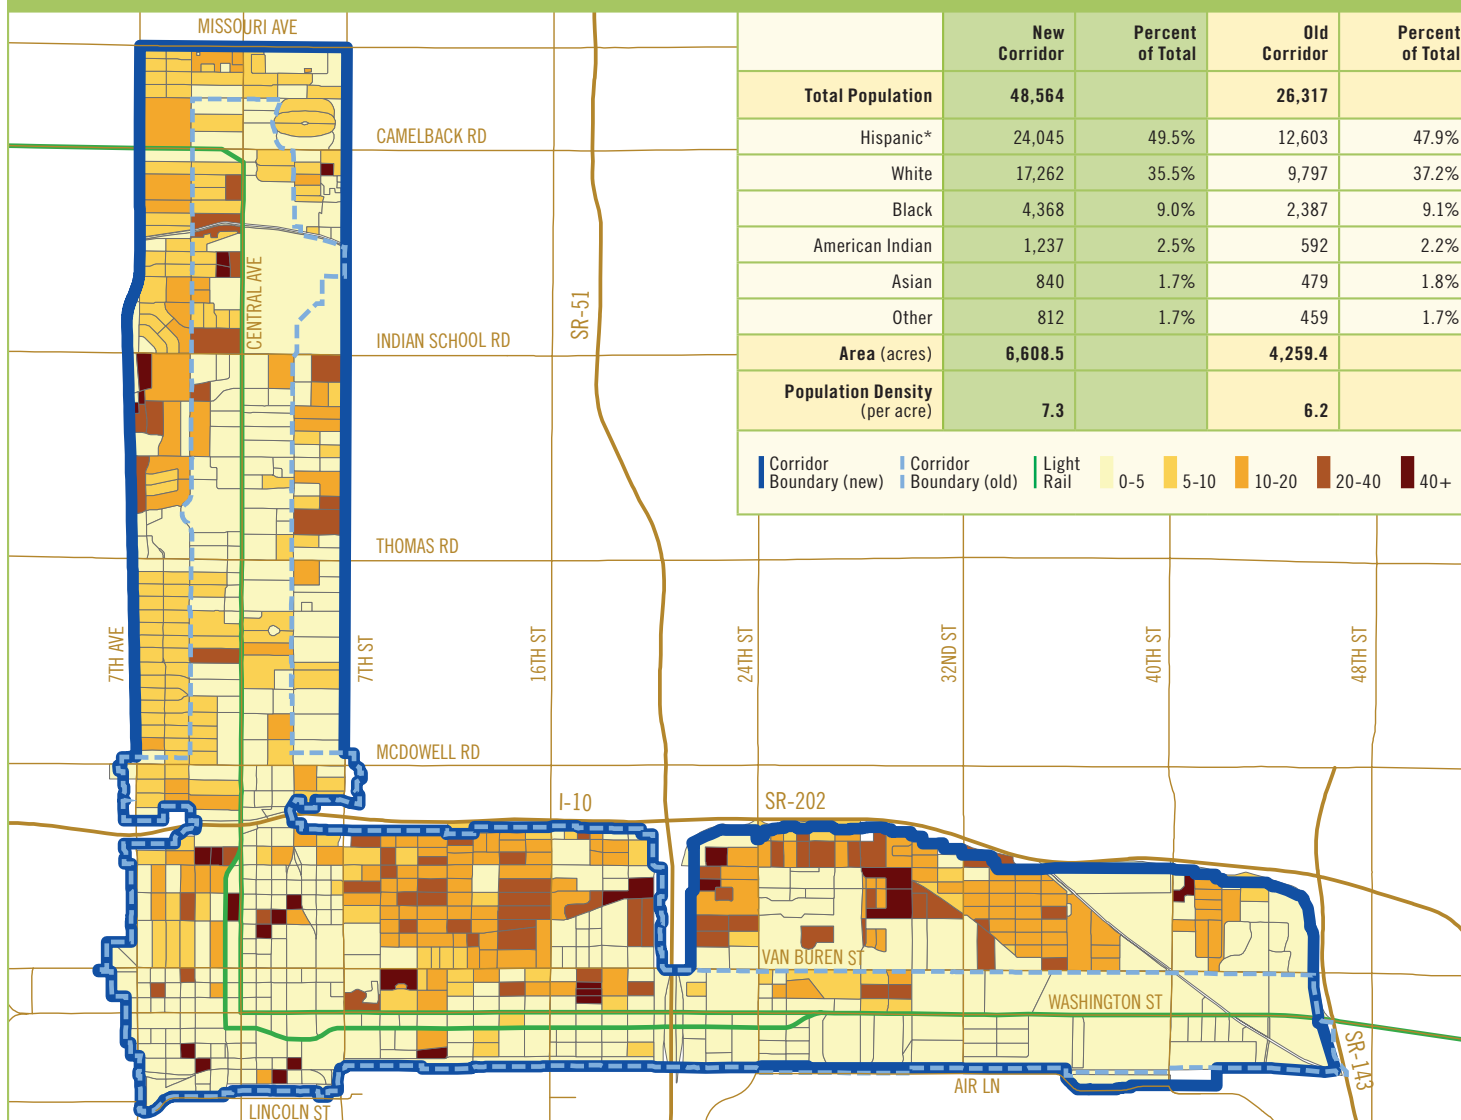 New Corridor Percent of Total Old Corridor Percent of Total
Total Population 48,564 26,317
Hispanic* 24,045 49.5% 12,603 47.9%
White 17,262 35.5% 9,797 37.2%
Black 4,368 9.0% 2,387 9.1%
American Indian 1,237 2.5% 592 2.2%
Asian 840 1.7% 479 1.8%
Other 812 1.7% 459 1.7%
Area (acres) 6,608.5 4,259.4
Population Density (per acre) 7.3 6.2
Corridor Boundary (new)
Corridor Boundary (old)
Light Rail
0-5
5-10
10-20
20-40
40+
MISSOURI AVE
CAMELBACK RD
CENTRAL AVE
SR-51
INDIAN SCHOOL RD
THOMAS RD
7TH AVE
7TH ST
16TH ST
24TH ST
32ND ST
40TH ST
48TH ST
MCDOWELL RD
I-10
SR-202
VAN BUREN ST
WASHINGTON ST
SR-143
AIR LN
LINCOLN ST